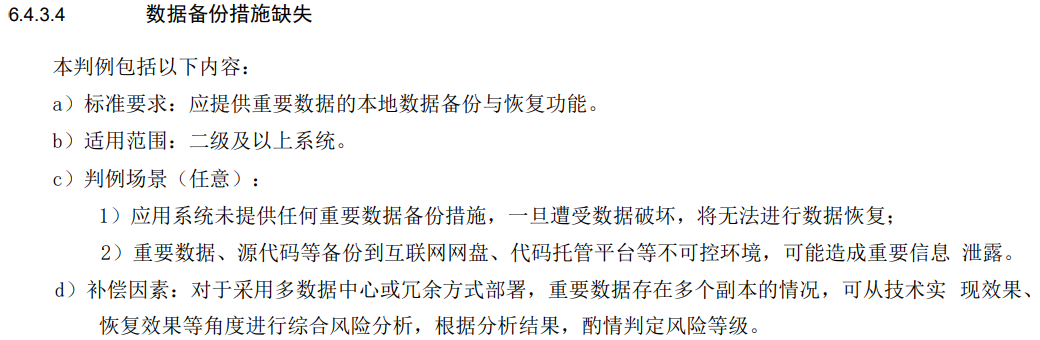 6.4.3.4 数据备份措施缺失
本判例包括以下内容：
a）标准要求：应提供重要数据的本地数据备份与恢复功能。
b）适用范围：二级及以上系统。
c）判例场景（任意）：
1）应用系统未提供任何重要数据备份措施，一旦遭受数据破坏，将无法进行数据恢复；
2）重要数据、源代码等备份到互联网网盘、代码托管平台等不可控环境，可能造成重要信息 泄露。
d）补偿因素：对于采用多数据中心或冗余方式部署，重要数据存在多个副本的情况，可从技术实 现效果、
恢复效果等角度进行综合风险分析，根据分析结果，酌情判定风险等级。